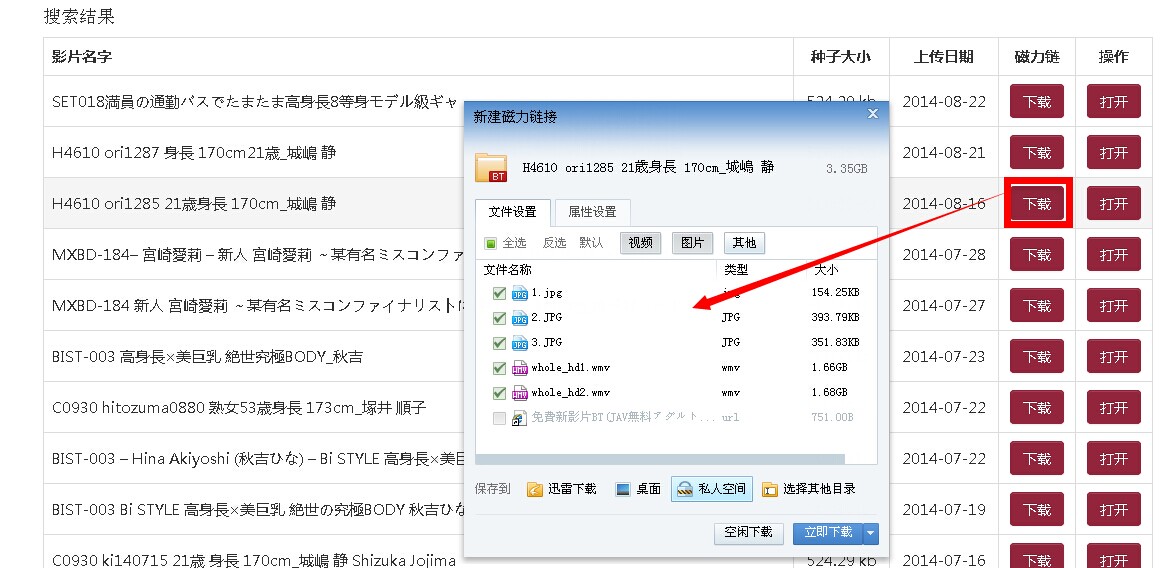 搜索结果
影片名字 种子大小 上传日期 磁力链 操作
SET018満員の通勤バスでたまたま高身長8等身モデル級ギャ 524.29 kb 2014-08-22 下载 打开
H4610 ori1287 身長 170cm21歳_城嶋 静 2014-08-21 下载 打开
H4610 ori1285 21歳身長 170cm_城嶋 静 2014-08-16 下载 打开
MXBD-184– 宮崎愛莉 – 新人 宮崎愛莉 ~某有名ミスコンファ 2014-07-28 下载 打开
MXBD-184 新人 宮崎愛莉 ~某有名ミスコンファイナリストは 2014-07-27 下载 打开
BIST-003 高身長×美巨乳 絶世究極BODY_秋吉 2014-07-23 下载 打开
C0930 hitozuma0880 熟女53歳身長 173cm_塚井 順子 2014-07-22 下载 打开
BIST-003 – Hina Akiyoshi (秋吉ひな) – Bi STYLE 高身長×美巨 2014-07-22 下载 打开
BIST-003 Bi STYLE 高身長×美巨乳 絶世の究極BODY 秋吉ひな 2014-07-19 下载 打开
C0930 ki140715 21歳 身長 170cm_城嶋 静 Shizuka Jojima 524.29 kb 2014-07-16 下载 打开
新建磁力链接
BT H4610 ori1285 21歳身長 170cm_城嶋 静 3.35GB
文件设置 属性设置
全选 反选 默认 视频 图片 其他
文件名称 类型 大小
JPG 1.jpg jpg 154.25KB
JPG 2.JPG JPG 393.79KB
JPG 3.JPG JPG 351.83KB
WMV whole_hd1.wmv wmv 1.66GB
WMV whole_hd2.wmv wmv 1.68GB
免費新影片BT(JAV無料アダルト... url 751.00B
保存到 迅雷下载 桌面 私人空间 选择其他目录
空闲下载 立即下载